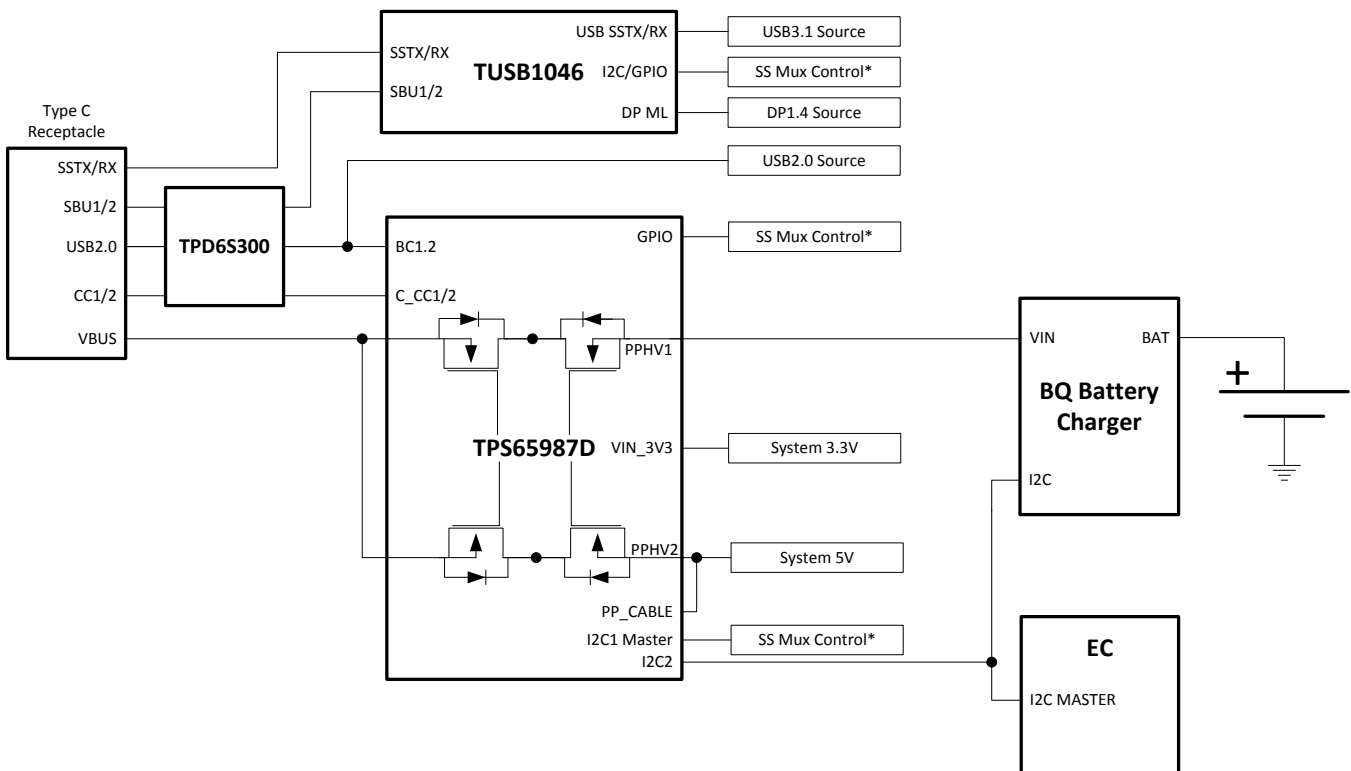 USB SSTX/RX
USB3.1 Source
SSTX/RX
TUSB1046
I2C/GPIO
SS Mux Control*
SBU1/2
DP ML
DP1.4 Source
Type C
Receptacle
USB2.0 Source
SSTX/RX
SBU1/2
USB2.0
CC1/2
VBUS
TPD6S300
BC1.2
GPIO
SS Mux Control*
C_CC1/2
PPHV1
VIN
BAT
+
BQ Battery
Charger
I2C
TPS65987D
VIN_3V3
System 3.3V
PPHV2
System 5V
PP_CABLE
I2C1 Master
SS Mux Control*
I2C2
EC
I2C MASTER